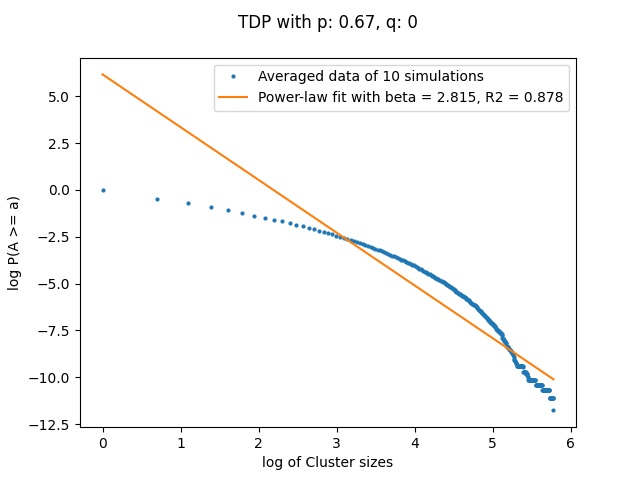 TDP with p: 0.67, q: 0
Averaged data of 10 simulations
Power-law fit with beta = 2.815, R2 = 0.878
log P(A >= a)
5.0
2.5
0.0
−2.5
−5.0
−7.5
−10.0
−12.5
0 1 2 3 4 5 6
log of Cluster sizes